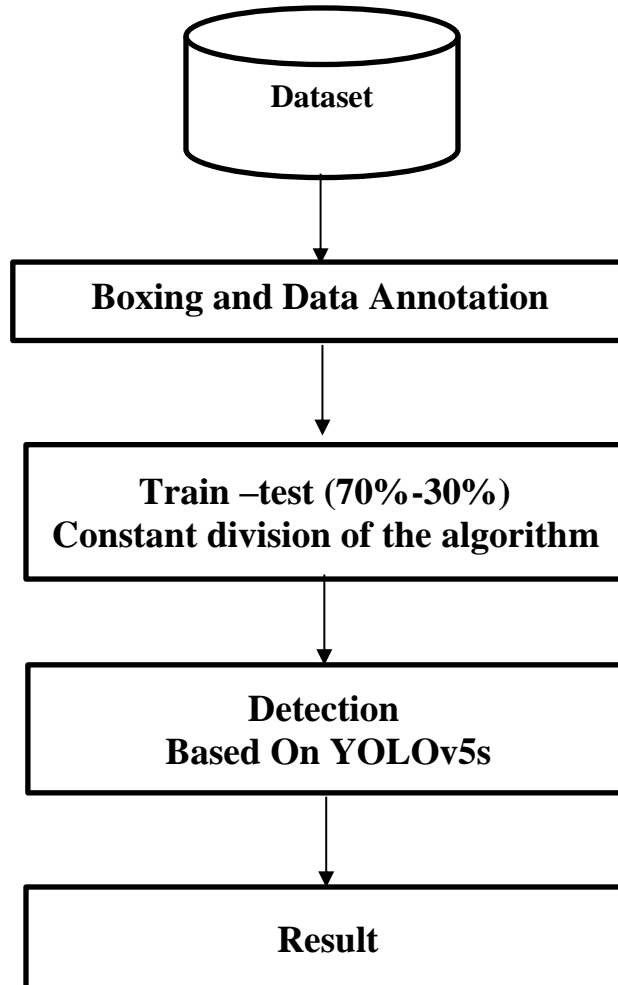 Dataset
Boxing and Data Annotation
Train –test (70%-30%)
Constant division of the algorithm
Detection
Based On YOLOv5s
Result